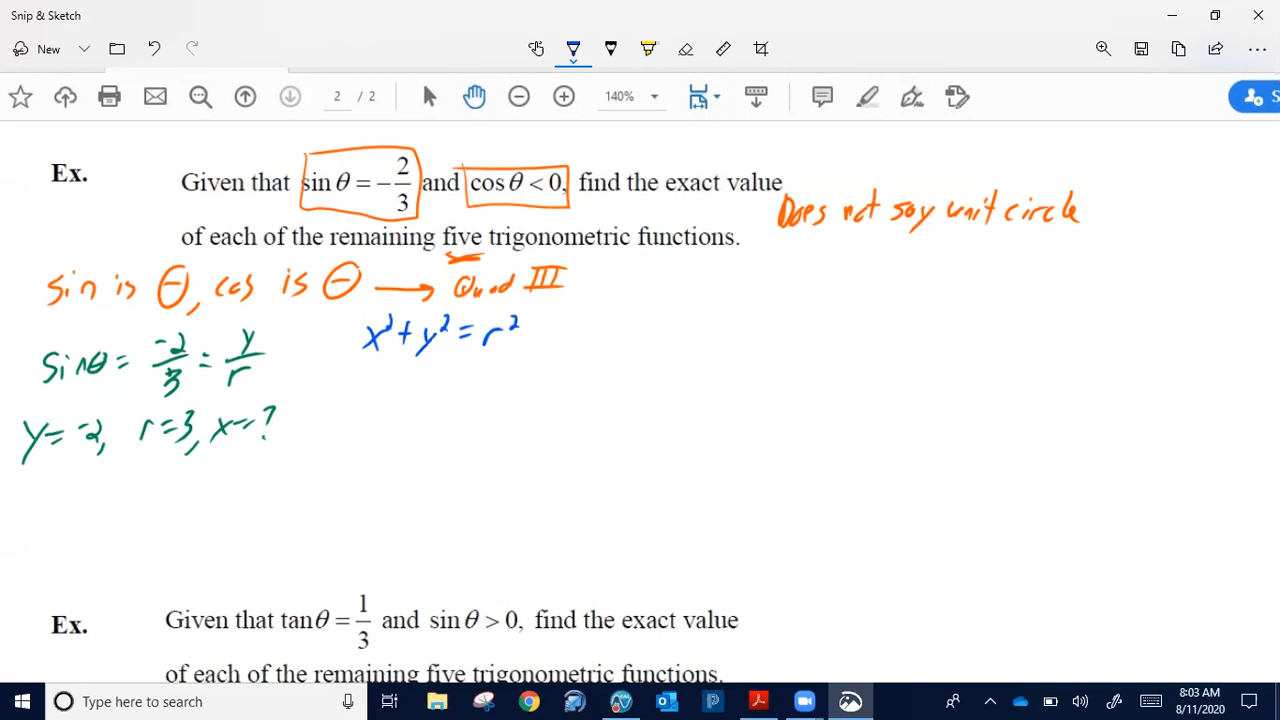 Snip & Sketch
New
2 / 2
140%
Ex. Given that sin θ = -2/3 and cos θ < 0, find the exact value
Does not say unit circle
of each of the remaining five trigonometric functions.
sin is ⊖, cos is ⊖ → Quad III
x² + y² = r²
sinθ = -2/3 = y/r
y = -2, r = 3, x = ?
Ex. Given that tan θ = 1/3 and sin θ > 0, find the exact value
of each of the remaining five trigonometric functions.
Type here to search
8:03 AM
8/11/2020